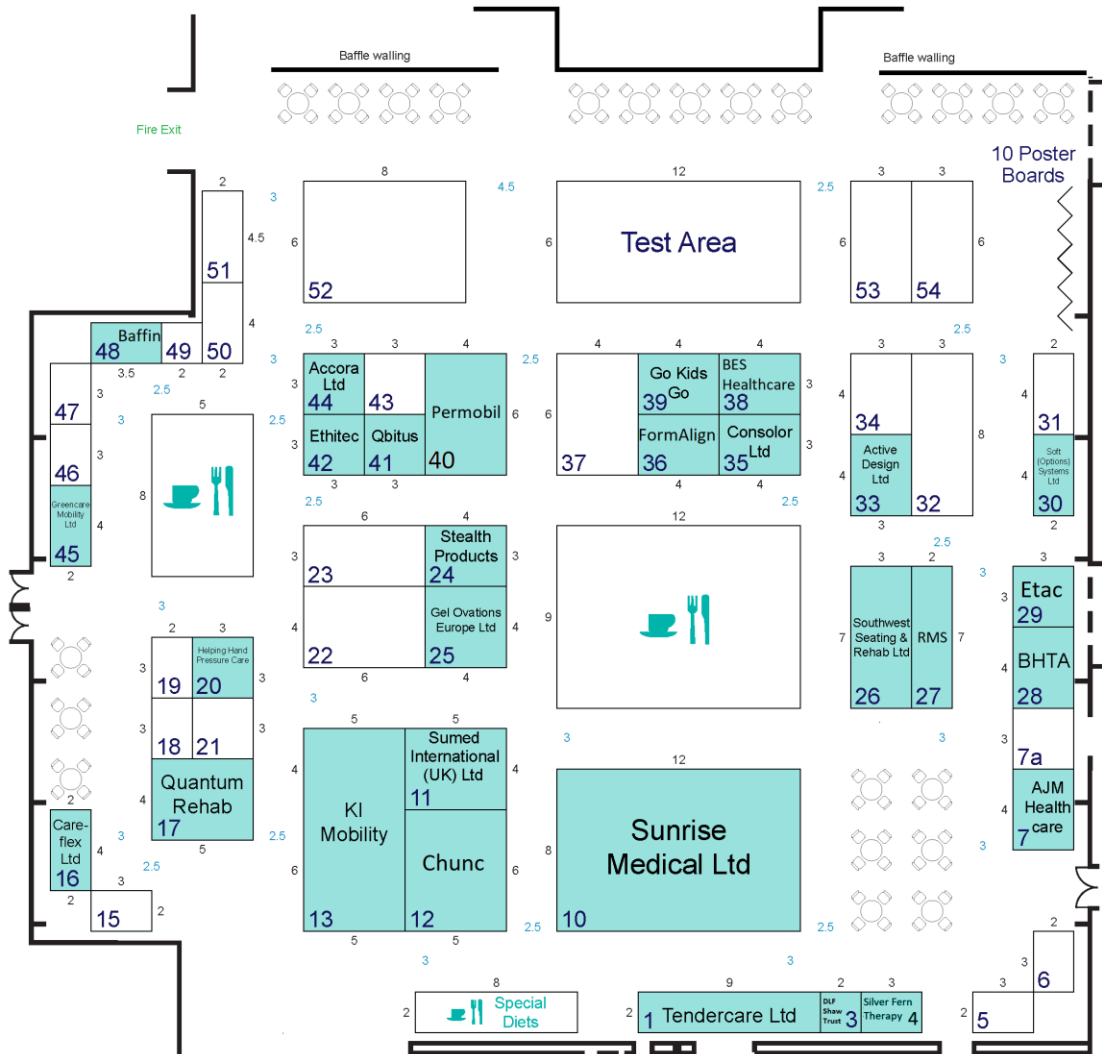 Baffle walling
Baffle walling
Fire Exit
10 Poster
Boards
2
3
8
4.5
12
2.5
3
3
4.5
6
6
6
6
51
52
Test Area
53
54
4
2.5
2.5
Baffin
48
49
50
3
3.5
2
2
2.5
3
3
4
2.5
4
4
4
3
2
47
3
3
5
2.5
3
Accora
Ltd
44
43
Permobil
40
6
3
Ethitec
42
Qbitus
41
3
3
4
6
37
Go Kids
Go
39
BES
Healthcare
38
3
FormAlign
36
Consolor
Ltd
35
3
4
4
4
34
4
Active
Design
Ltd
33
3
32
8
4
31
4
Soft
(Options)
Systems
Ltd
30
2
46
3
Greencare
Mobility
Ltd
45
4
2
8
2.5
2.5
2.5
6
4
12
3
23
Stealth
Products
24
3
4
22
Gel Ovations
Europe Ltd
25
4
6
4
9
3
3
2
3
3
7
Southwest
Seating &
Rehab Ltd
26
RMS
27
7
3
Etac
29
4
BHTA
28
3
7a
4
AJM
Health
care
7
3
2
3
3
19
Helping Hand
Pressure Care
20
3
3
18
21
3
4
Quantum
Rehab
17
5
2.5
3
5
5
4
KI
Mobility
6
13
Sumed
International
(UK) Ltd
11
4
Chunc
12
6
5
5
3
12
8
Sunrise
Medical Ltd
10
2.5
2.5
3
2
Care-
flex
Ltd
16
4
3
2.5
2
3
15
2
3
3
8
2
Special
Diets
9
2
1
Tendercare Ltd
2
DLF
Shaw
Trust
3
3
Silver Fern
Therapy
4
2
2
3
6
3
2
5